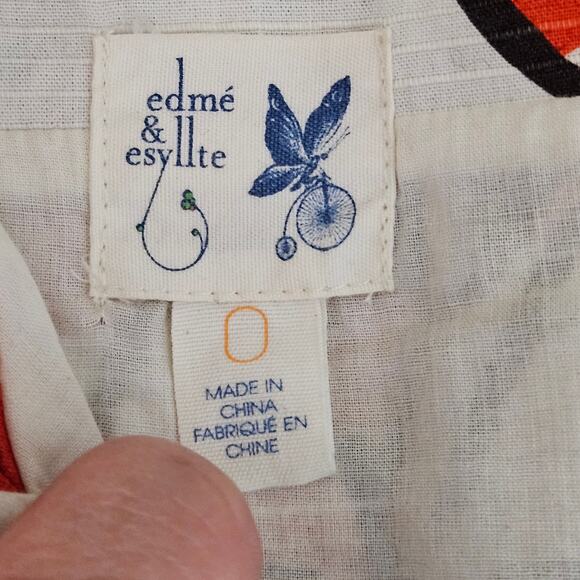 edmé
&
esyllte
0
MADE IN
CHINA
FABRIQUÉ EN
CHINE